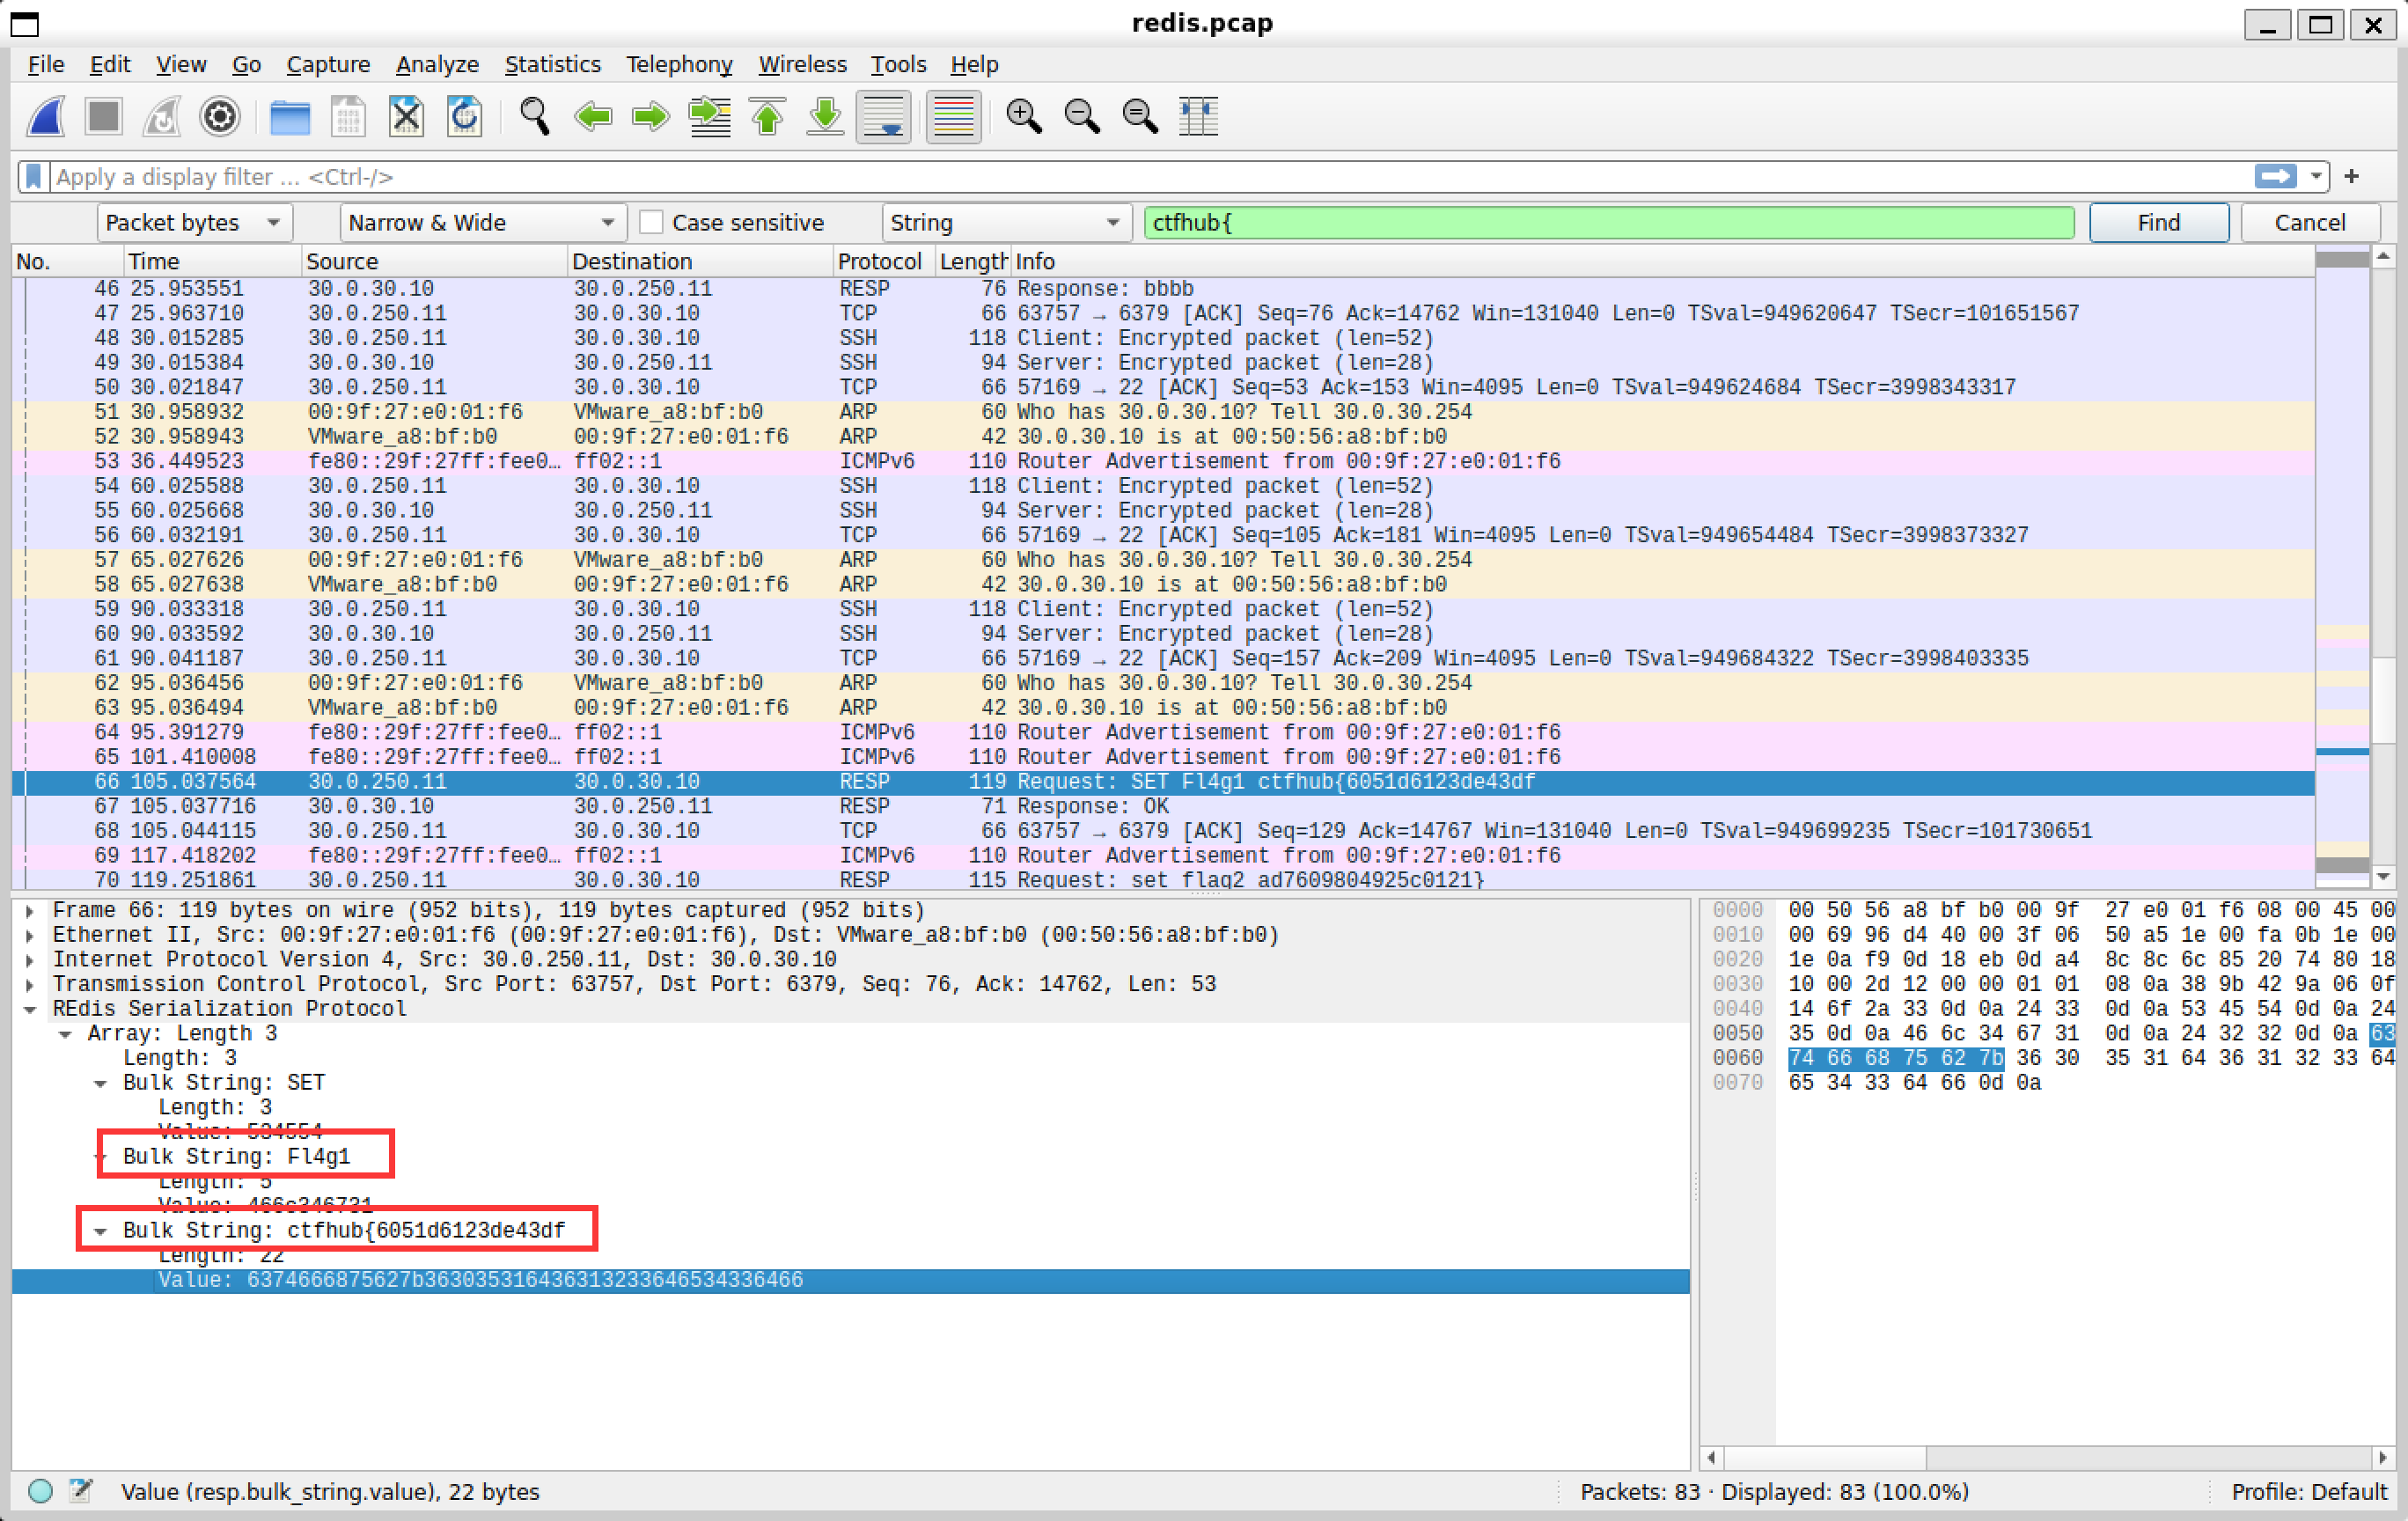 redis.pcap
File Edit View Go Capture Analyze Statistics Telephony Wireless Tools Help
Apply a display filter … <Ctrl-/>
+
Packet bytes Narrow & Wide Case sensitive String ctfhub{ Find Cancel
No. Time Source Destination Protocol Length Info
46 25.953551 30.0.30.10 30.0.250.11 RESP 76 Response: bbbb
47 25.963710 30.0.250.11 30.0.30.10 TCP 66 63757 → 6379 [ACK] Seq=76 Ack=14762 Win=131040 Len=0 TSval=949620647 TSecr=101651567
48 30.015285 30.0.250.11 30.0.30.10 SSH 118 Client: Encrypted packet (len=52)
49 30.015384 30.0.30.10 30.0.250.11 SSH 94 Server: Encrypted packet (len=28)
50 30.021847 30.0.250.11 30.0.30.10 TCP 66 57169 → 22 [ACK] Seq=53 Ack=153 Win=4095 Len=0 TSval=949624684 TSecr=3998343317
51 30.958932 00:9f:27:e0:01:f6 VMware_a8:bf:b0 ARP 60 Who has 30.0.30.10? Tell 30.0.30.254
52 30.958943 VMware_a8:bf:b0 00:9f:27:e0:01:f6 ARP 42 30.0.30.10 is at 00:50:56:a8:bf:b0
53 36.449523 fe80::29f:27ff:fee0… ff02::1 ICMPv6 110 Router Advertisement from 00:9f:27:e0:01:f6
54 60.025588 30.0.250.11 30.0.30.10 SSH 118 Client: Encrypted packet (len=52)
55 60.025668 30.0.30.10 30.0.250.11 SSH 94 Server: Encrypted packet (len=28)
56 60.032191 30.0.250.11 30.0.30.10 TCP 66 57169 → 22 [ACK] Seq=105 Ack=181 Win=4095 Len=0 TSval=949654484 TSecr=3998373327
57 65.027626 00:9f:27:e0:01:f6 VMware_a8:bf:b0 ARP 60 Who has 30.0.30.10? Tell 30.0.30.254
58 65.027638 VMware_a8:bf:b0 00:9f:27:e0:01:f6 ARP 42 30.0.30.10 is at 00:50:56:a8:bf:b0
59 90.033318 30.0.250.11 30.0.30.10 SSH 118 Client: Encrypted packet (len=52)
60 90.033592 30.0.30.10 30.0.250.11 SSH 94 Server: Encrypted packet (len=28)
61 90.041187 30.0.250.11 30.0.30.10 TCP 66 57169 → 22 [ACK] Seq=157 Ack=209 Win=4095 Len=0 TSval=949684322 TSecr=3998403335
62 95.036456 00:9f:27:e0:01:f6 VMware_a8:bf:b0 ARP 60 Who has 30.0.30.10? Tell 30.0.30.254
63 95.036494 VMware_a8:bf:b0 00:9f:27:e0:01:f6 ARP 42 30.0.30.10 is at 00:50:56:a8:bf:b0
64 95.391279 fe80::29f:27ff:fee0… ff02::1 ICMPv6 110 Router Advertisement from 00:9f:27:e0:01:f6
65 101.410008 fe80::29f:27ff:fee0… ff02::1 ICMPv6 110 Router Advertisement from 00:9f:27:e0:01:f6
66 105.037564 30.0.250.11 30.0.30.10 RESP 119 Request: SET Fl4g1 ctfhub{6051d6123de43df
67 105.037716 30.0.30.10 30.0.250.11 RESP 71 Response: OK
68 105.044115 30.0.250.11 30.0.30.10 TCP 66 63757 → 6379 [ACK] Seq=129 Ack=14767 Win=131040 Len=0 TSval=949699235 TSecr=101730651
69 117.418202 fe80::29f:27ff:fee0… ff02::1 ICMPv6 110 Router Advertisement from 00:9f:27:e0:01:f6
70 119.251861 30.0.250.11 30.0.30.10 RESP 115 Request: set flag2 ad7609804925c0121}
Frame 66: 119 bytes on wire (952 bits), 119 bytes captured (952 bits)
Ethernet II, Src: 00:9f:27:e0:01:f6 (00:9f:27:e0:01:f6), Dst: VMware_a8:bf:b0 (00:50:56:a8:bf:b0)
Internet Protocol Version 4, Src: 30.0.250.11, Dst: 30.0.30.10
Transmission Control Protocol, Src Port: 63757, Dst Port: 6379, Seq: 76, Ack: 14762, Len: 53
REdis Serialization Protocol
Array: Length 3
Length: 3
Bulk String: SET
Length: 3
Value: 534554
Bulk String: Fl4g1
Length: 5
Value: 466c346731
Bulk String: ctfhub{6051d6123de43df
Length: 22
Value: 6374666875627b363035316436313233646534336466
0000 00 50 56 a8 bf b0 00 9f 27 e0 01 f6 08 00 45 00
0010 00 69 96 d4 40 00 3f 06 50 a5 1e 00 fa 0b 1e 00
0020 1e 0a f9 0d 18 eb 0d a4 8c 8c 6c 85 20 74 80 18
0030 10 00 2d 12 00 00 01 01 08 0a 38 9b 42 9a 06 0f
0040 14 6f 2a 33 0d 0a 24 33 0d 0a 53 45 54 0d 0a 24
0050 35 0d 0a 46 6c 34 67 31 0d 0a 24 32 32 0d 0a 63
0060 74 66 68 75 62 7b 36 30 35 31 64 36 31 32 33 64
0070 65 34 33 64 66 0d 0a
Value (resp.bulk_string.value), 22 bytes Packets: 83 · Displayed: 83 (100.0%) Profile: Default